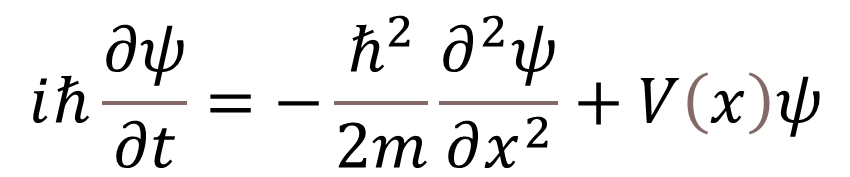 iħ ∂ψ/∂t = − ħ²/2m ∂²ψ/∂x² + V(x)ψ